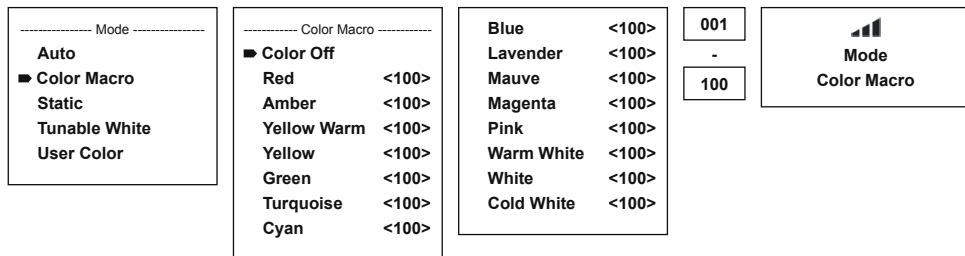 ---------------- Mode ----------------
Auto
Color Macro
Static
Tunable White
User Color
------------ Color Macro ------------
Color Off
Red <100>
Amber <100>
Yellow Warm <100>
Yellow <100>
Green <100>
Turquoise <100>
Cyan <100>
Blue <100>
Lavender <100>
Mauve <100>
Magenta <100>
Pink <100>
Warm White <100>
White <100>
Cold White <100>
001
-
100
Mode
Color Macro